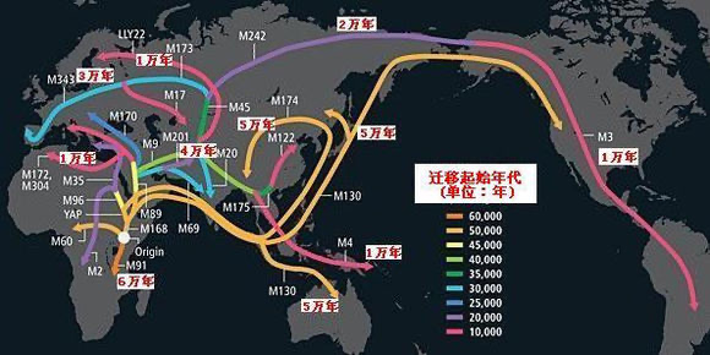 2万年
LLY22
M242
M173
1万年
M343
3万年
M17
M45
M174
M170
5万年
M122
5万年
M9
M201
M3
4万年
M20
1万年
1万年
M172,
M304
迁移起始年代
(单位：年)
M35
M130
M96
M175
60,000
YAP
M89
50,000
M168
M69
45,000
M60
Origin
M4
1万年
40,000
M2
M91
35,000
6万年
M130
30,000
5万年
25,000
20,000
10,000